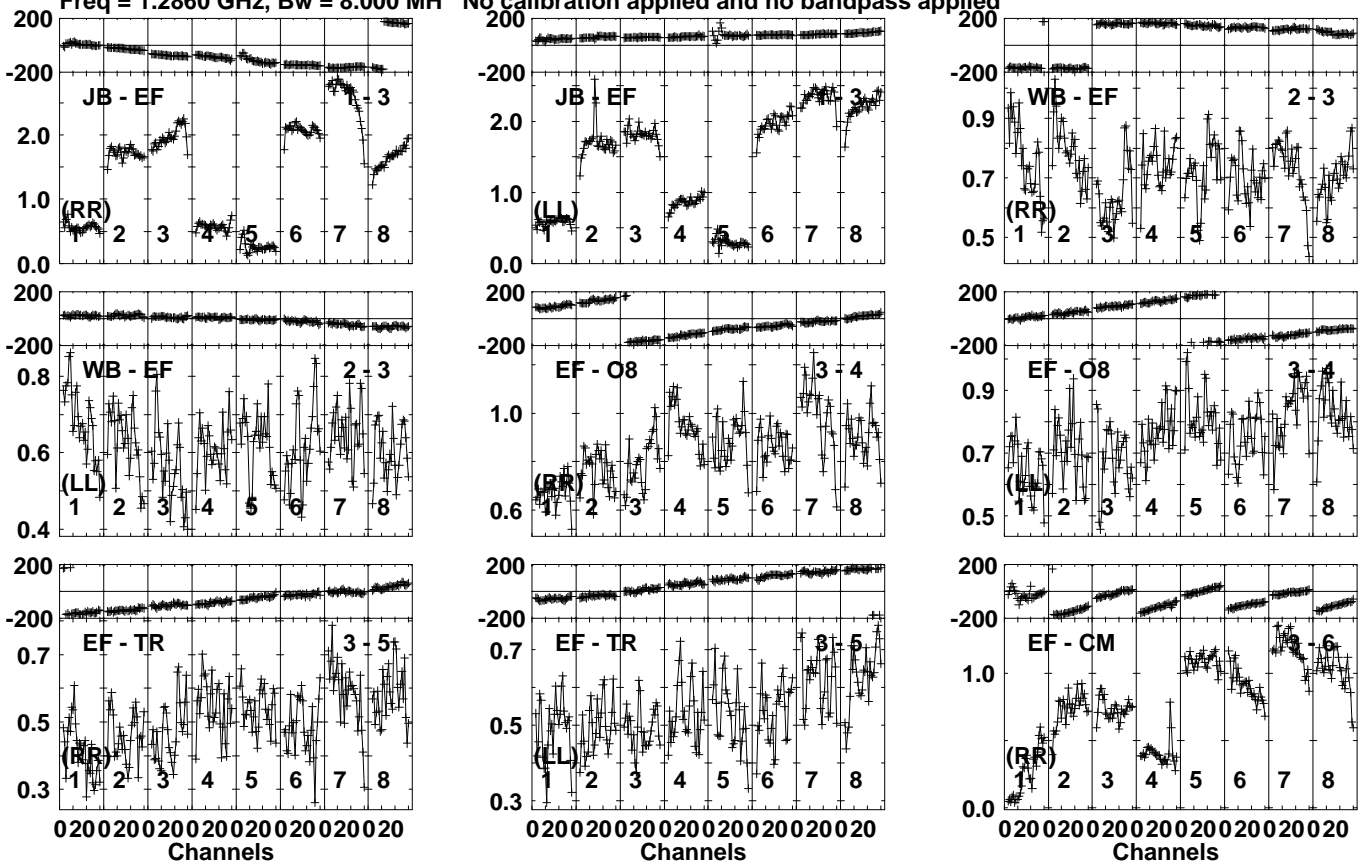 Freq = 1.2860 GHz, Bw = 8.000 MH No calibration applied and no bandpass applied
200 200 200
-200 -200 -200
JB - EF 1 - 3 JB - EF 1 - 3 WB - EF 2 - 3
2.0 2.0 0.9
1.0 1.0 0.7
(RR) (LL) (RR)
1 2 3 4 5 6 7 8 1 2 3 4 5 6 7 8 1 2 3 4 5 6 7 8
0.0 0.0 0.5
200 200 200
-200 -200 -200
WB - EF 2 - 3 EF - O8 3 - 4 EF - O8 3 - 4
0.8 1.0 0.9
0.6 0.7
(LL) (RR) (LL)
1 2 3 4 5 6 7 8 1 2 3 4 5 6 7 8 1 2 3 4 5 6 7 8
0.4 0.6 0.5
200 200 200
-200 -200 -200
EF - TR 3 - 5 EF - TR 3 - 5 EF - CM 3 - 6
0.7 0.7 1.0
0.5 0.5
(RR) (LL) (RR)
1 2 3 4 5 6 7 8 1 2 3 4 5 6 7 8 1 2 3 4 5 6 7 8
0.3 0.3 0.0
0 20 0 20 0 20 0 20 0 20 0 20 0 20 0 20 0 20 0 20 0 20 0 20 0 20 0 20 0 20 0 20 0 20 0 20 0 20 0 20 0 20 0 20 0 20 0 20
Channels Channels Channels